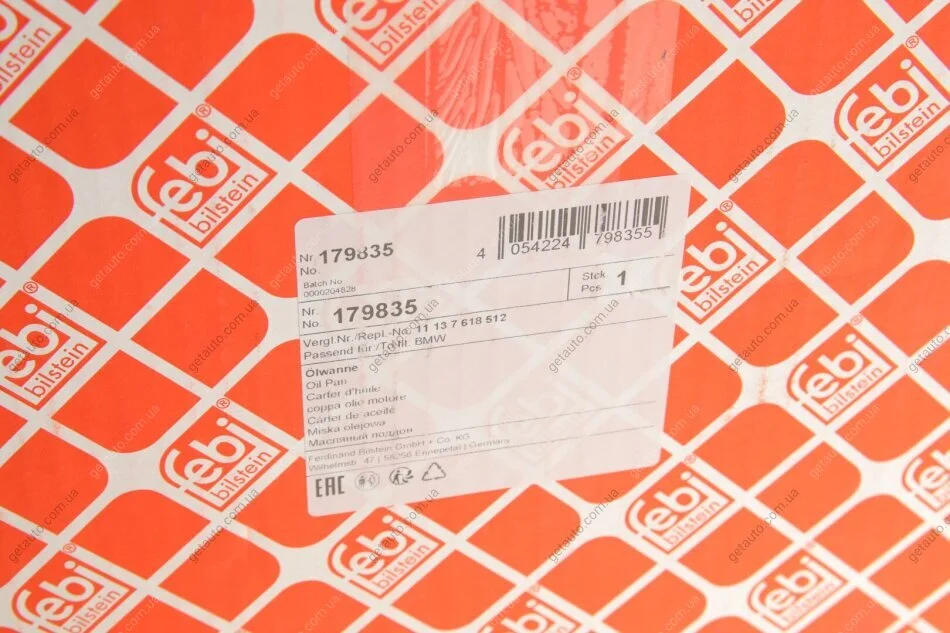 febi
bilstein
Nr. 179835
No.
4 054224 798355
Batch No
0000204828
Stck
Pcs 1
Nr.
No. 179835
Vergl.Nr./Repl.-No. 11 13 7 618 512
Passend für:/To fit: BMW
Ölwanne
Oil Pan
Carter d'huile
coppa olio motore
Cárter de aceite
Miska olejowa
Масляный поддон
Ferdinand Bilstein GmbH + Co. KG
47 | 58256 Ennepetal | Germany
EAC
getauto.com.ua